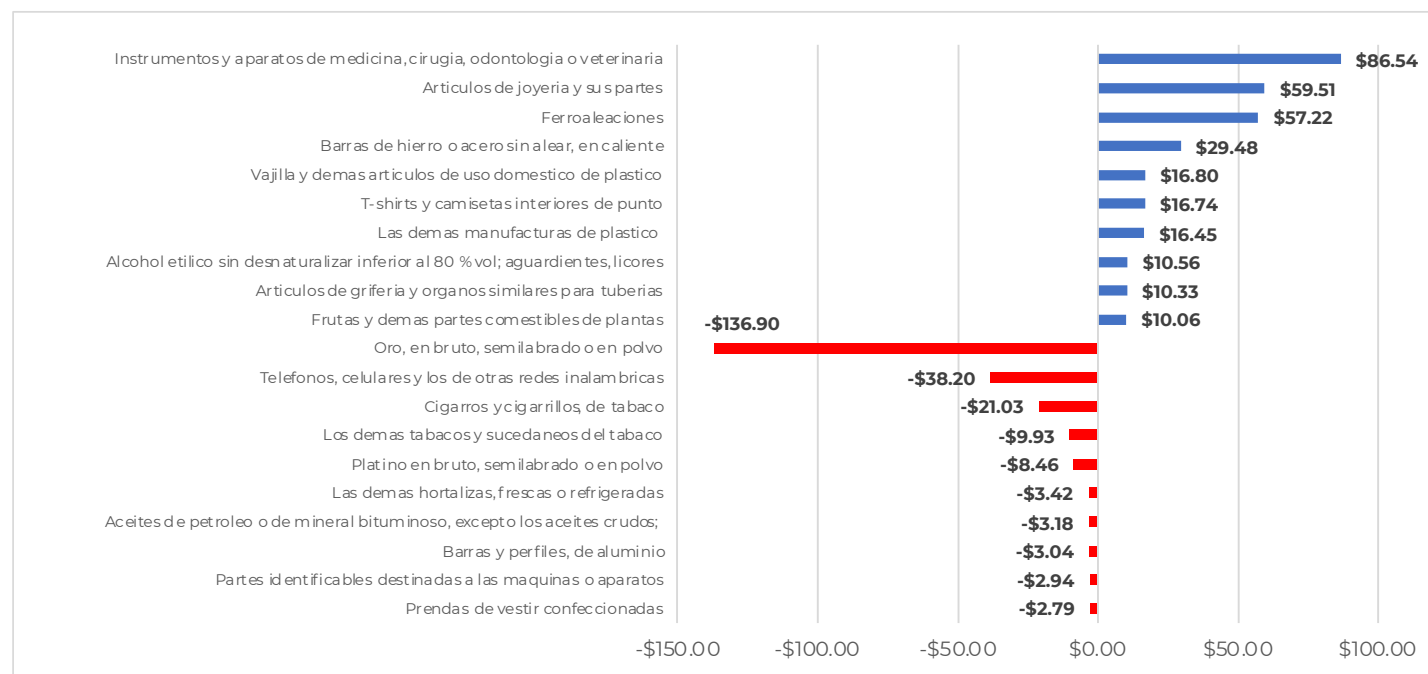 Instrumentos y aparatos de medicina, cirugia, odontologia o veterinaria $86.54
Articulos de joyeria y sus partes $59.51
Ferroaleaciones $57.22
Barras de hierro o acero sin alear, en caliente $29.48
Vajilla y demas articulos de uso domestico de plastico $16.80
T-shirts y camisetas interiores de punto $16.74
Las demas manufacturas de plastico $16.45
Alcohol etilico sin desnaturalizar inferior al 80 % vol; aguardientes, licores $10.56
Articulos de griferia y organos similares para tuberias $10.33
Frutas y demas partes comestibles de plantas $10.06
Oro, en bruto, semilabrado o en polvo -$136.90
Telefonos, celulares y los de otras redes inalambricas -$38.20
Cigarros y cigarrillos, de tabaco -$21.03
Los demas tabacos y sucedaneos del tabaco -$9.93
Platino en bruto, semilabrado o en polvo -$8.46
Las demas hortalizas, frescas o refrigeradas -$3.42
Aceites de petroleo o de mineral bituminoso, excepto los aceites crudos; -$3.18
Barras y perfiles, de aluminio -$3.04
Partes identificables destinadas a las maquinas o aparatos -$2.94
Prendas de vestir confeccionadas -$2.79
-$150.00 -$100.00 -$50.00 $0.00 $50.00 $100.00